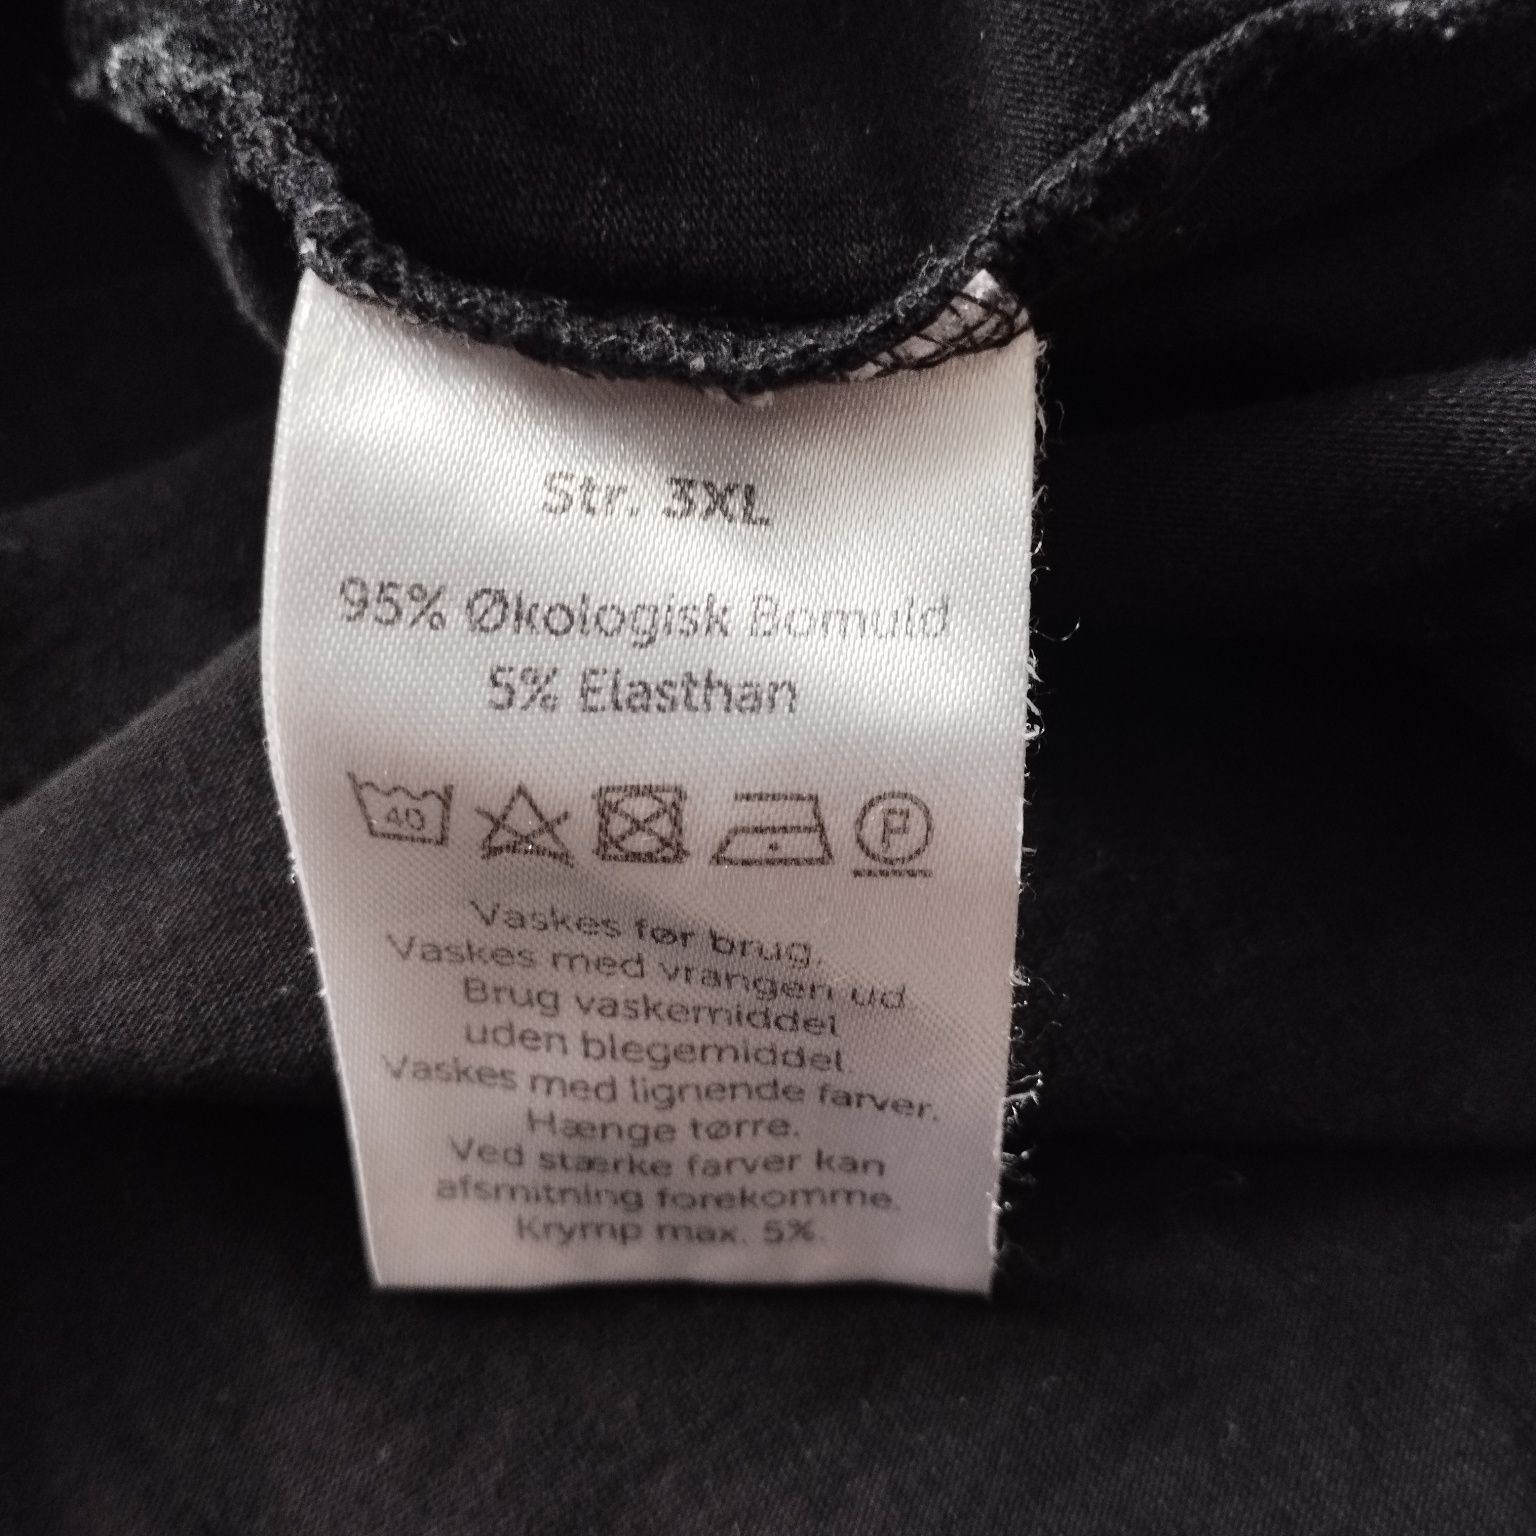 Str. 3XL
95% Økologisk Bomuld
5% Elasthan
40
P
Vaskes før brug.
Vaskes med vrangen ud.
Brug vaskemiddel
uden blegemiddel
Vaskes med lignende farver.
Hænge tørre.
Ved stærke farver kan
afsmitning forekomme.
Krymp max. 5%.